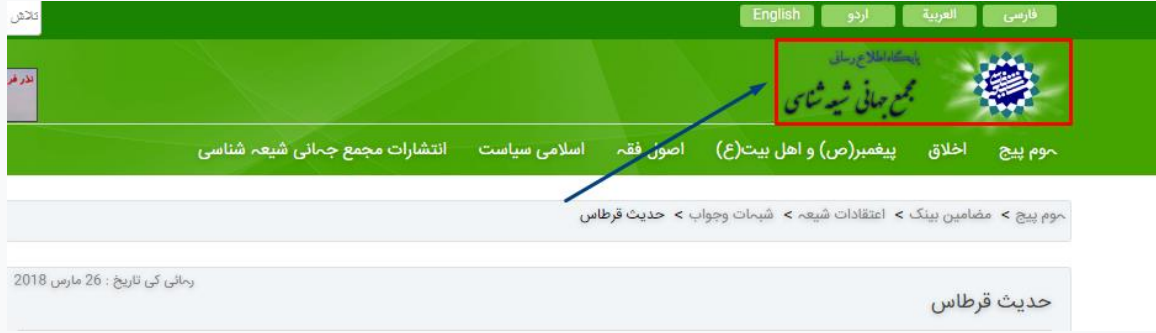 فارسی العربية اردو English تلاش
پایگاه اطلاع رسانی
مجمع جهانی شیعه شناسی
ہوم پیج اخلاق پیغمبر(ص) و اهل بیت(ع) اصول فقہ اسلامی سیاست انتشارات مجمع جہانی شیعہ شناسی
ہوم پیج > مضامین بینک > اعتقادات شیعہ > شبہات وجواب > حدیث قرطاس
رہائی کی تاریخ : 26 مارس 2018
حدیث قرطاس